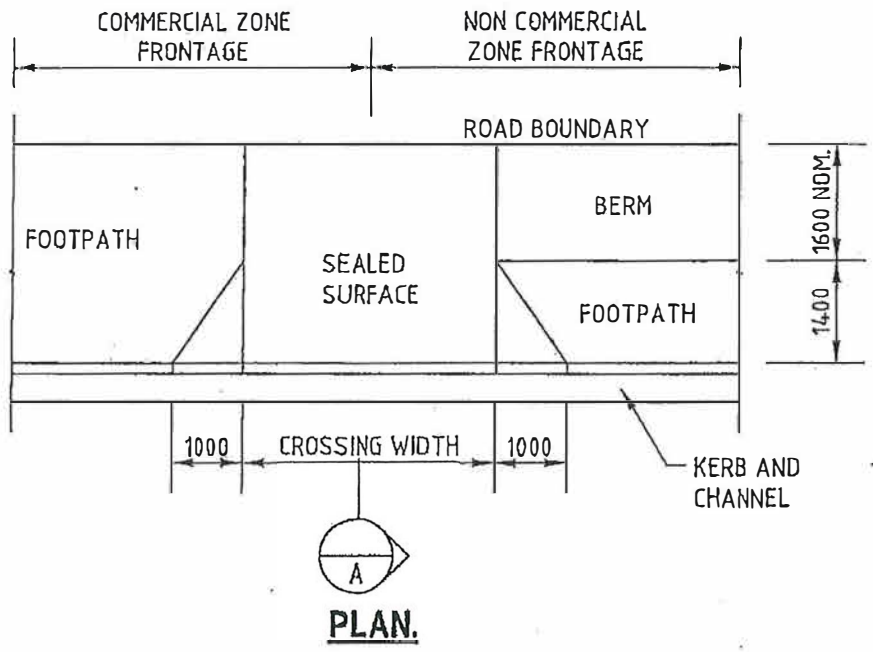 COMMERCIAL ZONE
FRONTAGE
NON COMMERCIAL
ZONE FRONTAGE
ROAD BOUNDARY
1600 NOM.
BERM
FOOTPATH
SEALED
SURFACE
FOOTPATH
1400
1000
CROSSING WIDTH
1000
KERB AND
CHANNEL
A
PLAN.